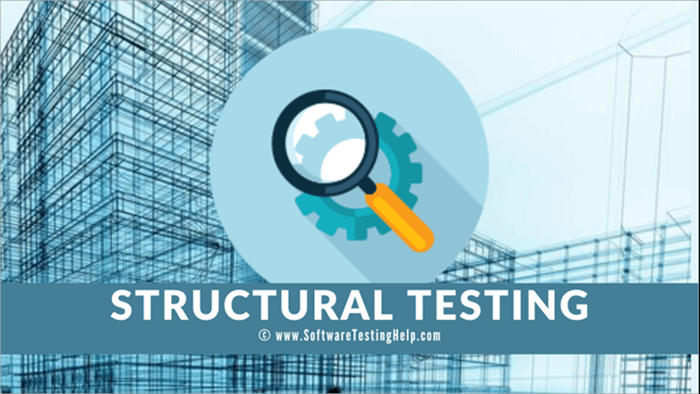 STRUCTURAL TESTING
© www.SoftwareTestingHelp.com